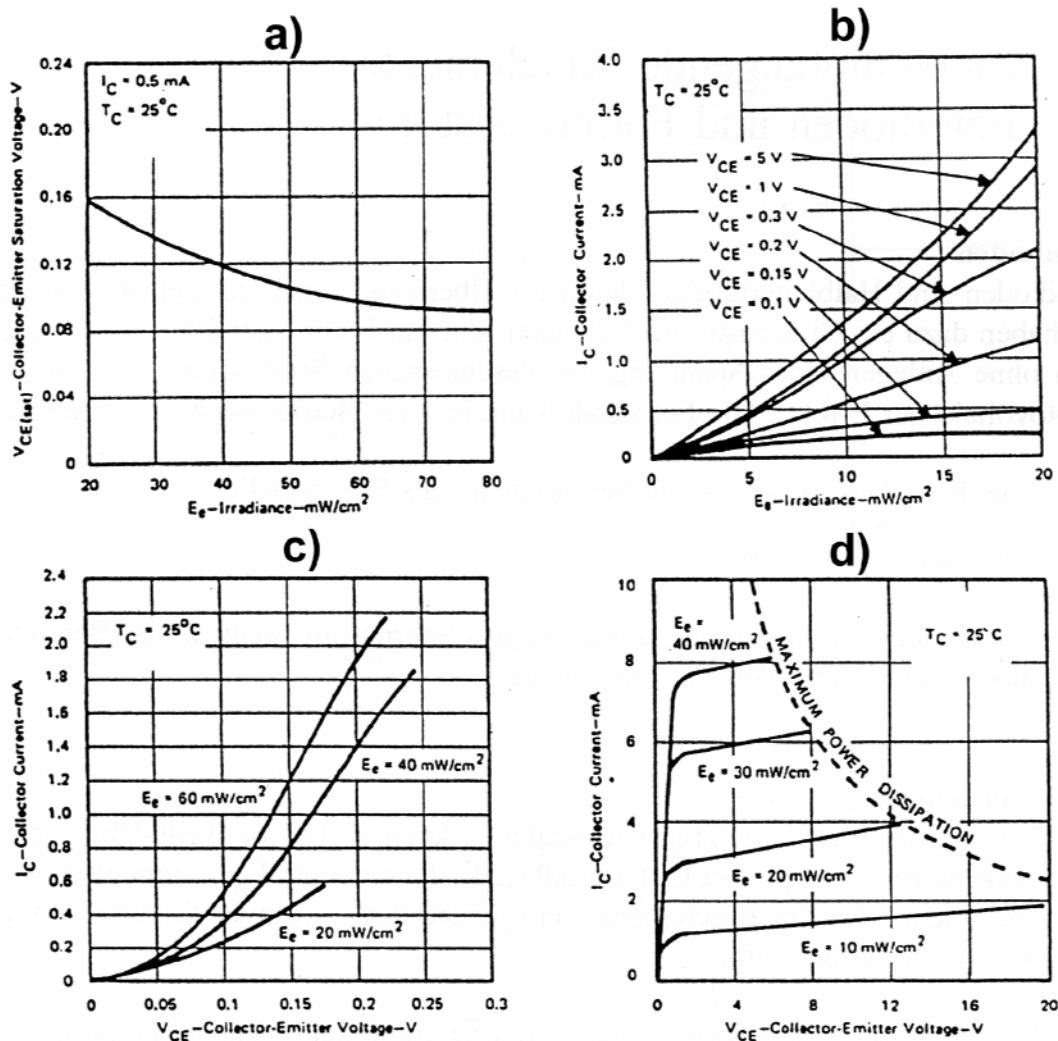 a)
V_CE(sat)–Collector-Emitter Saturation Voltage–V
0.24
0.20
0.16
0.12
0.08
0.04
0
I_C = 0.5 mA
T_C = 25°C
20 30 40 50 60 70 80
E_e–Irradiance–mW/cm²
b)
I_C–Collector Current–mA
4.0
3.5
3.0
2.5
2.0
1.5
1.0
0.5
0
T_C = 25°C
V_CE = 5 V
V_CE = 1 V
V_CE = 0.3 V
V_CE = 0.2 V
V_CE = 0.15 V
V_CE = 0.1 V
0 5 10 15 20
E_e–Irradiance–mW/cm²
c)
I_C–Collector Current–mA
2.4
2.2
2.0
1.8
1.6
1.4
1.2
1.0
0.8
0.6
0.4
0.2
0
T_C = 25°C
E_e = 60 mW/cm²
E_e = 40 mW/cm²
E_e = 20 mW/cm²
0 0.05 0.1 0.15 0.2 0.25 0.3
V_CE–Collector-Emitter Voltage–V
d)
I_C–Collector Current–mA
10
8
6
4
2
0
E_e =
40 mW/cm²
T_C = 25°C
MAXIMUM POWER DISSIPATION
E_e = 30 mW/cm²
E_e = 20 mW/cm²
E_e = 10 mW/cm²
0 4 8 12 16 20
V_CE–Collector-Emitter Voltage–V